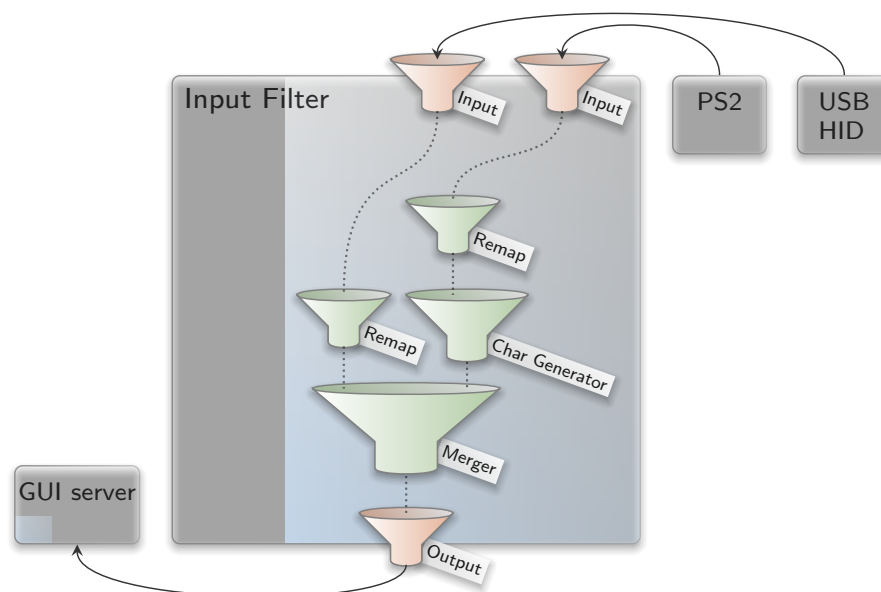 Input Filter
Input
Input
PS2
USB
HID
Remap
Remap
Char Generator
Merger
GUI server
Output